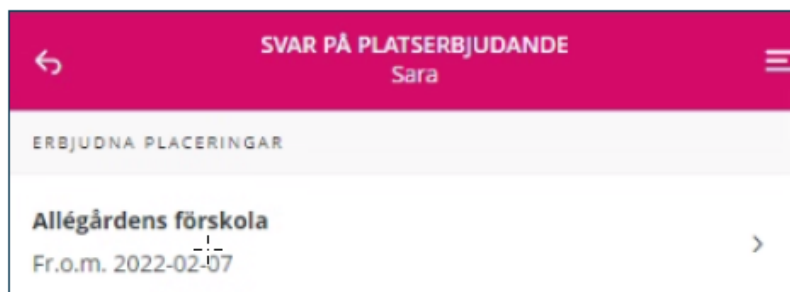 SVAR PÅ PLATSERBJUDANDE
Sara
ERBJUDNA PLACERINGAR
Allégårdens förskola
Fr.o.m. 2022-02-07